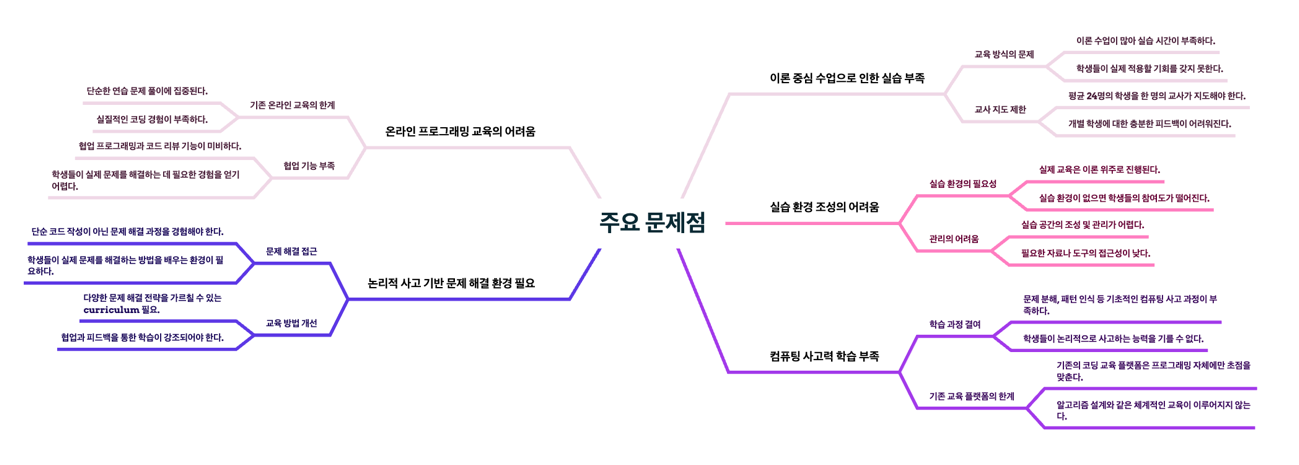 주요 문제점
이론 중심 수업으로 인한 실습 부족
교육 방식의 문제
이론 수업이 많아 실습 시간이 부족하다.
학생들이 실제 적용할 기회를 갖지 못한다.
교사 지도 제한
평균 24명의 학생을 한 명의 교사가 지도해야 한다.
개별 학생에 대한 충분한 피드백이 어려워진다.
실습 환경 조성의 어려움
실습 환경의 필요성
실제 교육은 이론 위주로 진행된다.
실습 환경이 없으면 학생들의 참여도가 떨어진다.
관리의 어려움
실습 공간의 조성 및 관리가 어렵다.
필요한 자료나 도구의 접근성이 낮다.
컴퓨팅 사고력 학습 부족
학습 과정 결여
문제 분해, 패턴 인식 등 기초적인 컴퓨팅 사고 과정이 부
족하다.
학생들이 논리적으로 사고하는 능력을 기를 수 없다.
기존 교육 플랫폼의 한계
기존의 코딩 교육 플랫폼은 프로그래밍 자체에만 초점을
맞춘다.
알고리즘 설계와 같은 체계적인 교육이 이루어지지 않는
다.
온라인 프로그래밍 교육의 어려움
기존 온라인 교육의 한계
단순한 연습 문제 풀이에 집중된다.
실질적인 코딩 경험이 부족하다.
협업 기능 부족
협업 프로그래밍과 코드 리뷰 기능이 미비하다.
학생들이 실제 문제를 해결하는 데 필요한 경험을 얻기
어렵다.
논리적 사고 기반 문제 해결 환경 필요
문제 해결 접근
단순 코드 작성이 아닌 문제 해결 과정을 경험해야 한다.
학생들이 실제 문제를 해결하는 방법을 배우는 환경이 필
요하다.
교육 방법 개선
다양한 문제 해결 전략을 가르칠 수 있는
curriculum 필요.
협업과 피드백을 통한 학습이 강조되어야 한다.